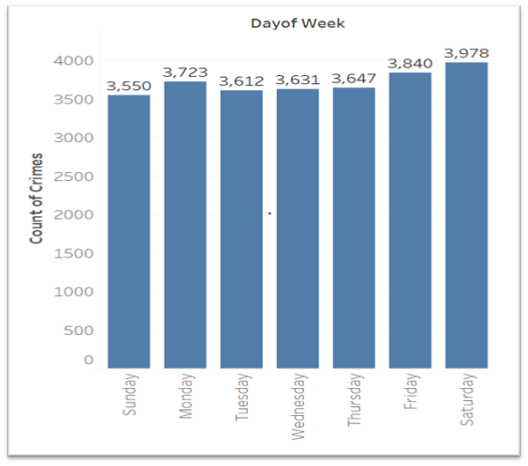 Dayof Week
Count of Crimes
4000
3500
3000
2500
2000
1500
1000
500
0
3,550
3,723
3,612
3,631
3,647
3,840
3,978
Sunday
Monday
Tuesday
Wednesday
Thursday
Friday
Saturday